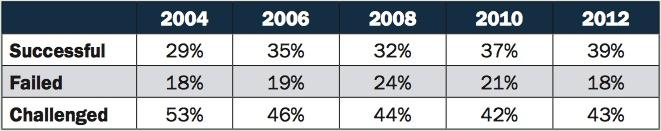 2004 2006 2008 2010 2012
Successful 29% 35% 32% 37% 39%
Failed 18% 19% 24% 21% 18%
Challenged 53% 46% 44% 42% 43%